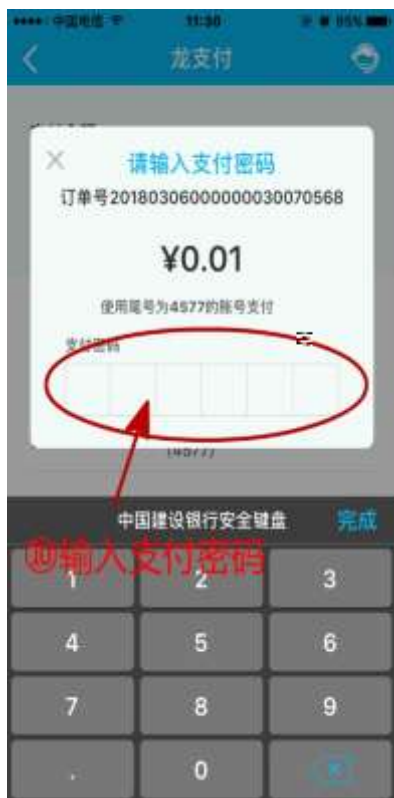 中国电信 11:30 95%
龙支付
请输入支付密码
订单号20180306000000030070568
¥0.01
使用尾号为4577的账号支付
支付密码
(4577)
中国建设银行安全键盘 完成
⑩输入支付密码
1 2 3
4 5 6
7 8 9
. 0